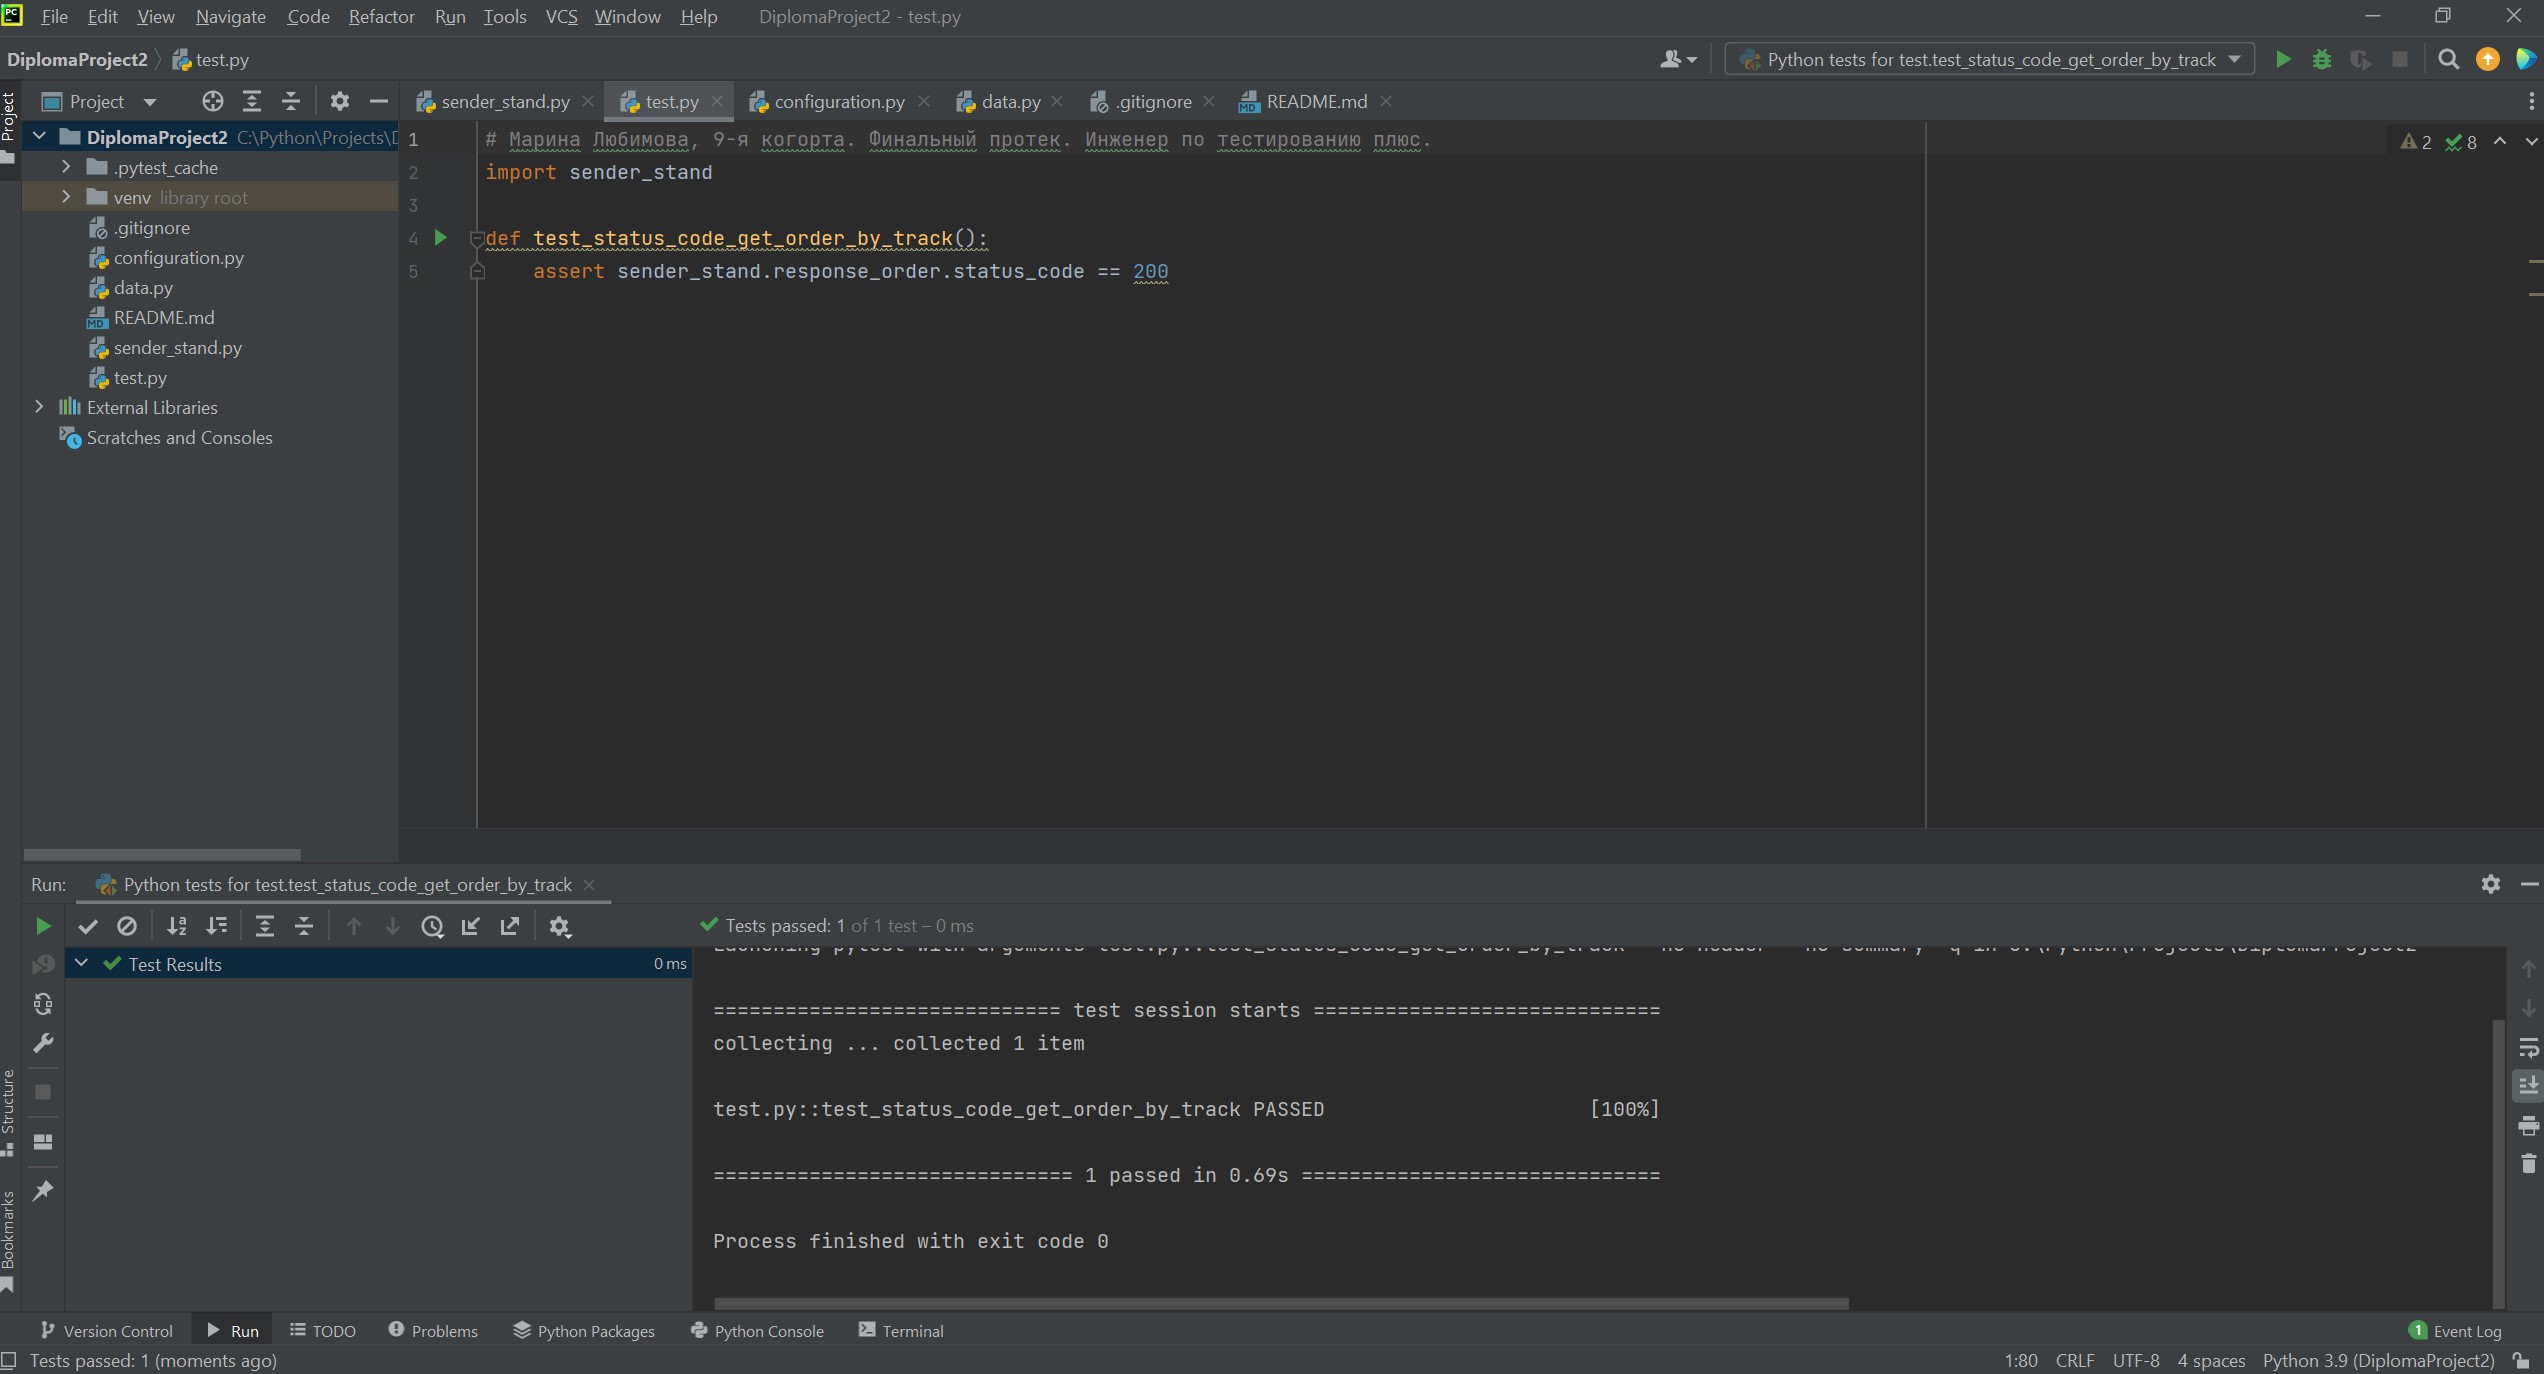 File Edit View Navigate Code Refactor Run Tools VCS Window Help DiplomaProject2 - test.py
DiplomaProject2 test.py
Python tests for test.test_status_code_get_order_by_track
Project
Project
sender_stand.py test.py configuration.py data.py .gitignore README.md
DiplomaProject2 C:\Python\Projects\D
.pytest_cache
venv library root
.gitignore
configuration.py
data.py
README.md
sender_stand.py
test.py
External Libraries
Scratches and Consoles
1 # Марина Любимова, 9-я когорта. Финальный протек. Инженер по тестированию плюс.
2 import sender_stand
3
4 def test_status_code_get_order_by_track():
5 assert sender_stand.response_order.status_code == 200
2 8
Run: Python tests for test.test_status_code_get_order_by_track
Tests passed: 1 of 1 test – 0 ms
Test Results 0 ms
============================= test session starts =============================
collecting ... collected 1 item
test.py::test_status_code_get_order_by_track PASSED [100%]
============================== 1 passed in 0.69s ==============================
Process finished with exit code 0
Structure
Bookmarks
Version Control Run TODO Problems Python Packages Python Console Terminal 1 Event Log
Tests passed: 1 (moments ago) 1:80 CRLF UTF-8 4 spaces Python 3.9 (DiplomaProject2)